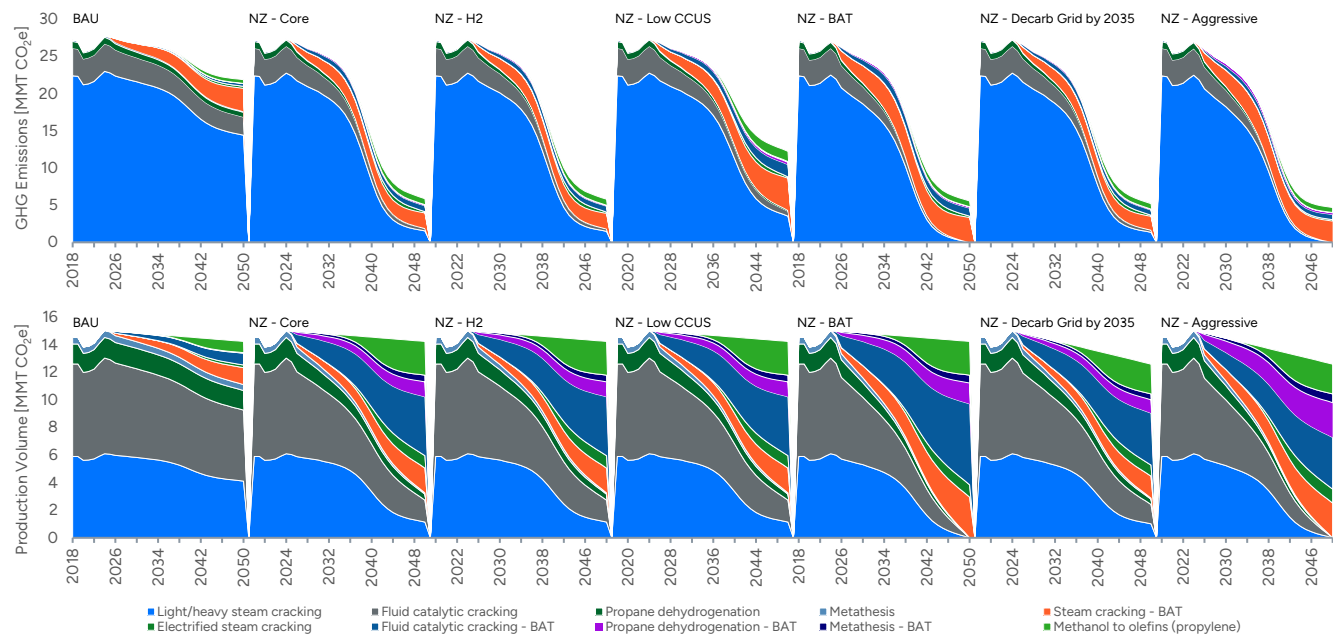 GHG Emissions [MMT CO₂e]
30
25
20
15
10
5
0
BAU
NZ - Core
NZ - H2
NZ - Low CCUS
NZ - BAT
NZ - Decarb Grid by 2035
NZ - Aggressive
2018 2026 2034 2042 2050 2024 2032 2040 2048 2022 2030 2038 2046 2020 2028 2036 2044 2018 2026 2034 2042 2050 2024 2032 2040 2048 2022 2030 2038 2046
Production Volume [MMT CO₂e]
16
14
12
10
8
6
4
2
0
BAU
NZ - Core
NZ - H2
NZ - Low CCUS
NZ - BAT
NZ - Decarb Grid by 2035
NZ - Aggressive
2018 2026 2034 2042 2050 2024 2032 2040 2048 2022 2030 2038 2046 2020 2028 2036 2044 2018 2026 2034 2042 2050 2024 2032 2040 2048 2022 2030 2038 2046
Light/heavy steam cracking Fluid catalytic cracking Propane dehydrogenation Metathesis Steam cracking - BAT
Electrified steam cracking Fluid catalytic cracking - BAT Propane dehydrogenation - BAT Metathesis - BAT Methanol to olefins (propylene)